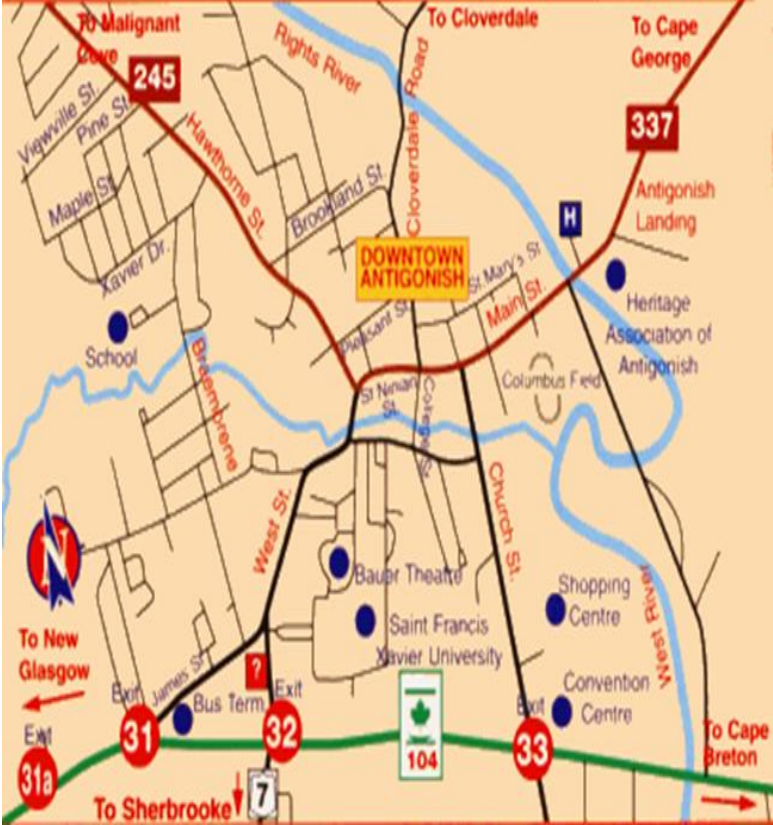 To Malignant
Cove
To Cloverdale
To Cape
George
245
Rights River
Cloverdale Road
337
Viewville St.
Pine St.
Hawthorne St.
Maple St.
Brookland St.
Antigonish
Landing
H
Xavier Dr.
DOWNTOWN
ANTIGONISH
St. Mary's St
Main St.
Pleasant St.
Heritage
Association of
Antigonish
School
Braembrene
St Ninian
St.
College St
Columbus Field
West St.
Church St.
N
Bauer Theatre
Shopping
Centre
West River
Saint Francis
Xavier University
To New
Glasgow
James St
?
Exit
Bus Term.
Exit
Convention
Centre
Exit
31
32
104
Exit
33
To Cape
Breton
31a
To Sherbrooke
7